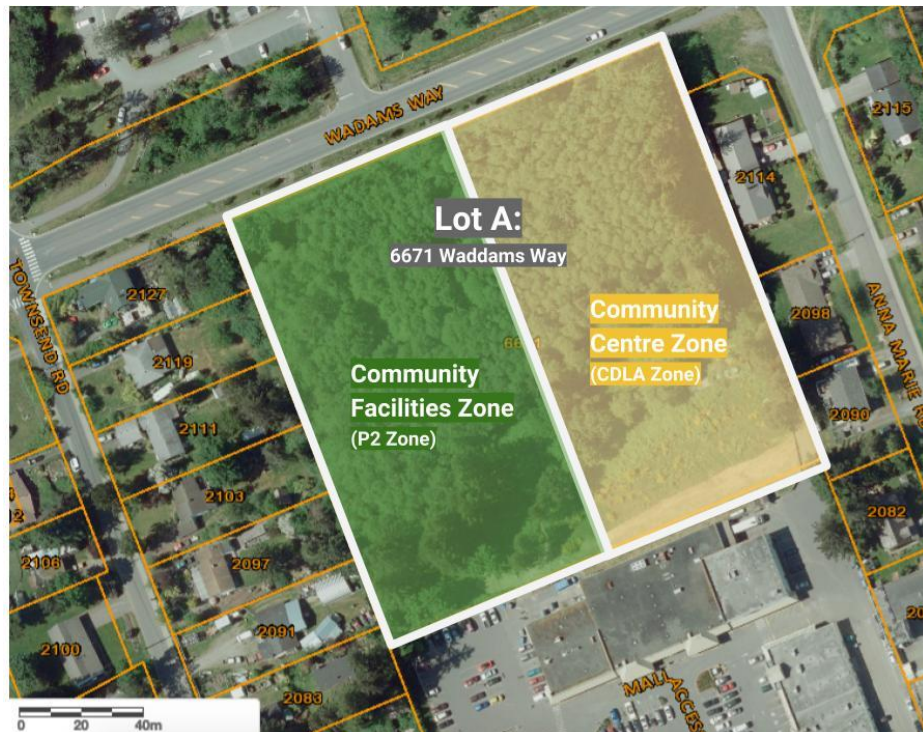 WADAMS WAY
2115
Lot A:
6671 Waddams Way
2114
TOWNSEND RD
2127
2098
ANNA MARIE
Community
Centre Zone
(CDLA Zone)
2119
Community
Facilities Zone
(P2 Zone)
2090
2111
2103
2082
2106
2097
2091
2100
2083
MALL ACCES
0 20 40m